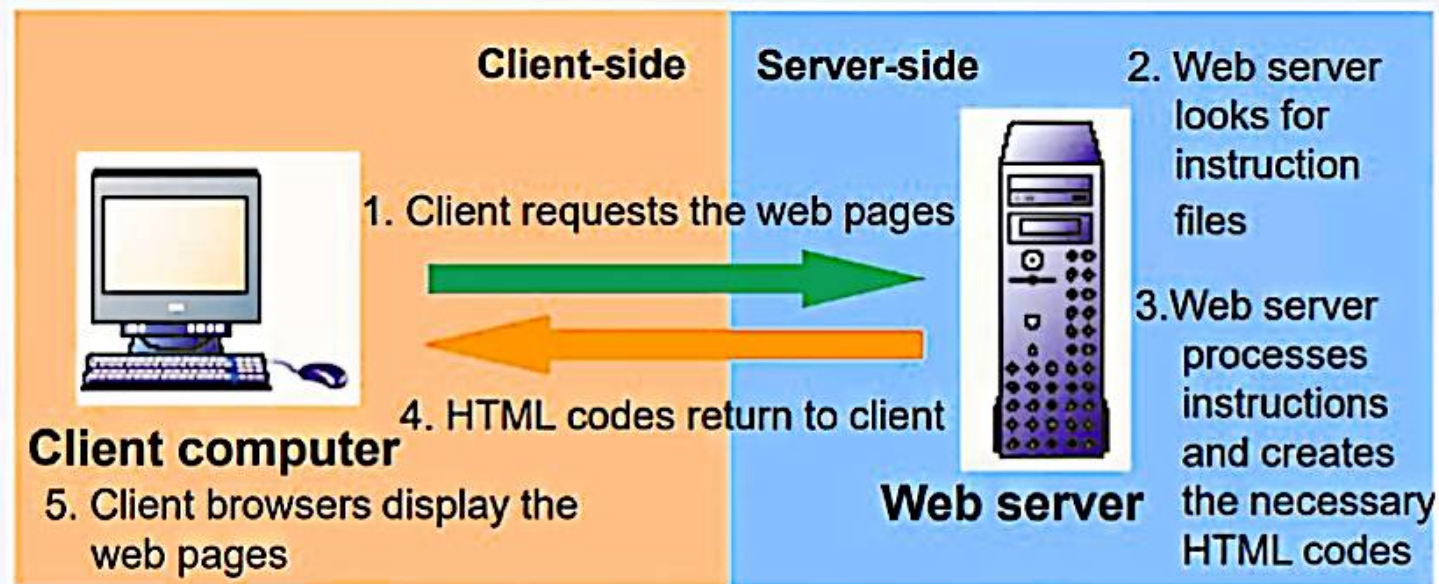 Client-side
Server-side
1. Client requests the web pages
2. Web server
looks for
instruction
files
3.Web server
processes
instructions
and creates
the necessary
HTML codes
4. HTML codes return to client
Client computer
5. Client browsers display the
web pages
Web server